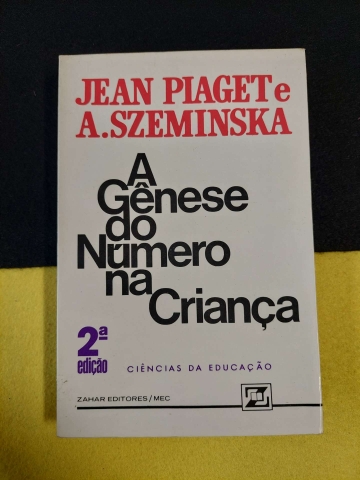 JEAN PIAGET e
A. SZEMINSKA
A
Gênese
do
Número
na
Criança
2ª
edição
CIÊNCIAS DA EDUCAÇÃO
ZAHAR EDITORES/MEC